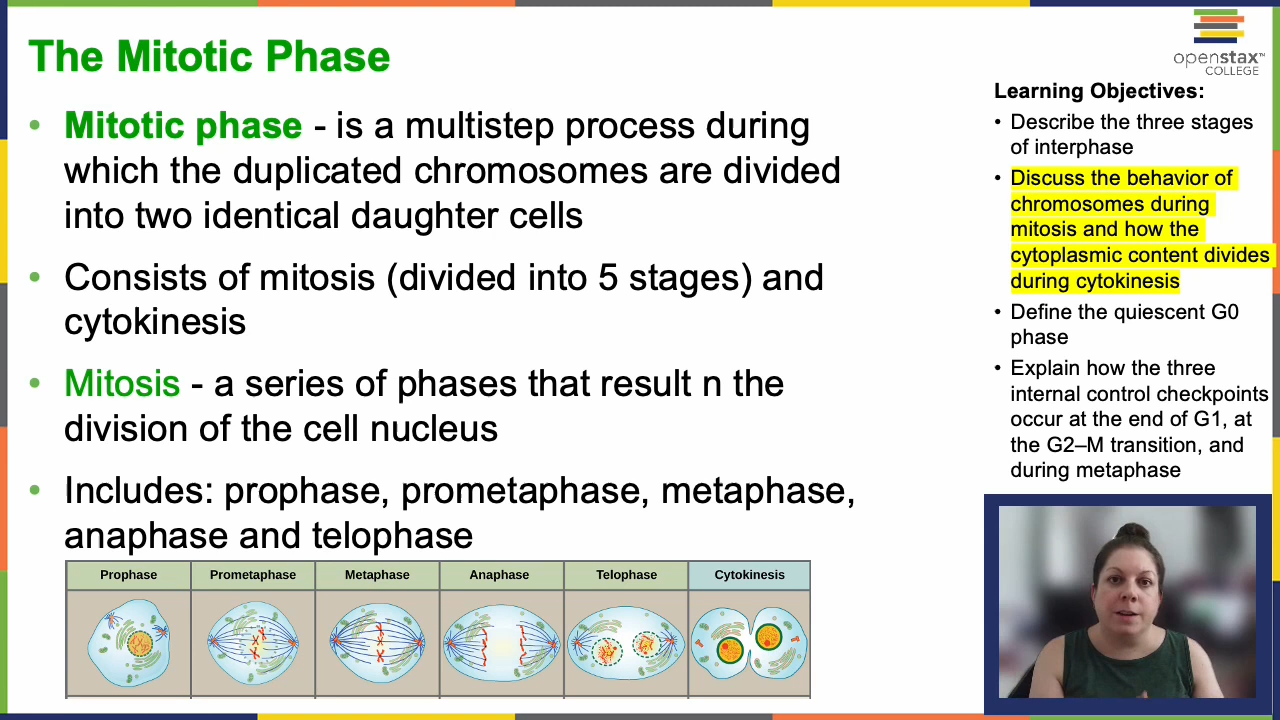 The Mitotic Phase
• Mitotic phase - is a multistep process during
which the duplicated chromosomes are divided
into two identical daughter cells
• Consists of mitosis (divided into 5 stages) and
cytokinesis
• Mitosis - a series of phases that result n the
division of the cell nucleus
• Includes: prophase, prometaphase, metaphase,
anaphase and telophase
Prophase Prometaphase Metaphase Anaphase Telophase Cytokinesis
openstax™
COLLEGE
Learning Objectives:
• Describe the three stages
of interphase
• Discuss the behavior of
chromosomes during
mitosis and how the
cytoplasmic content divides
during cytokinesis
• Define the quiescent G0
phase
• Explain how the three
internal control checkpoints
occur at the end of G1, at
the G2–M transition, and
during metaphase